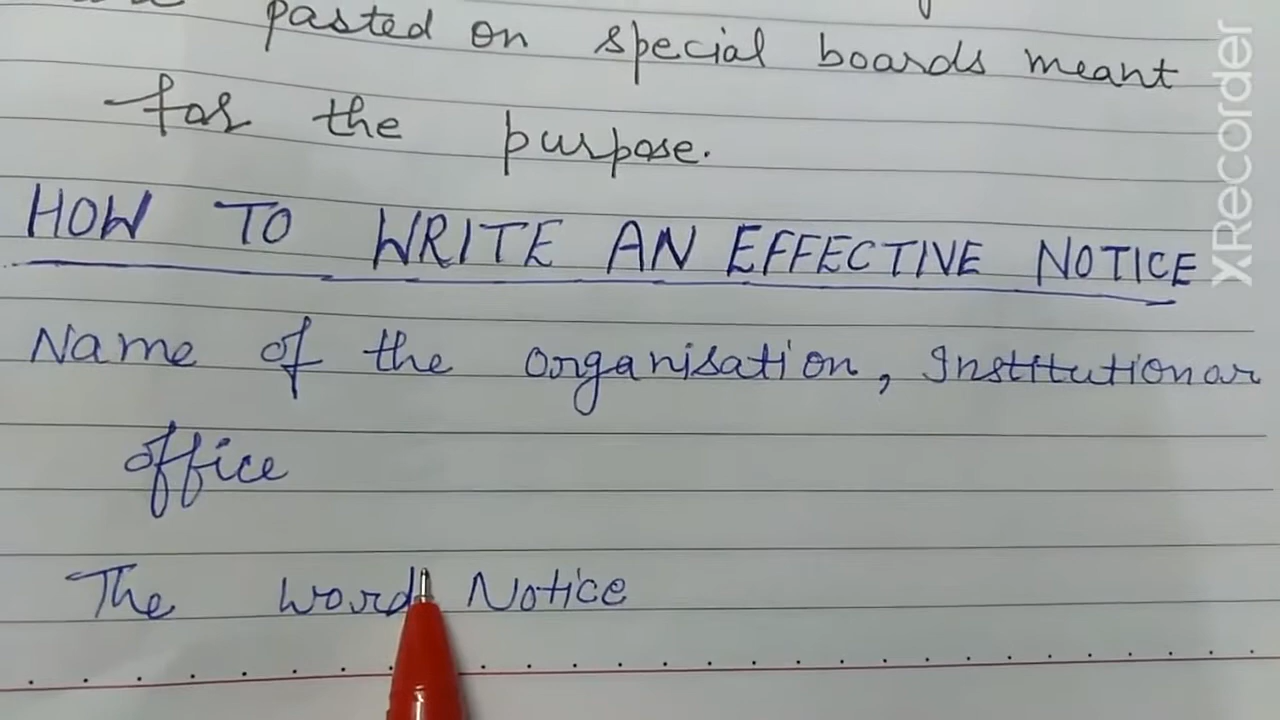 pasted on special boards meant
for the purpose.
HOW TO WRITE AN EFFECTIVE NOTICE
Name of the organisation, Institution or
office
The word Notice
XRecorder